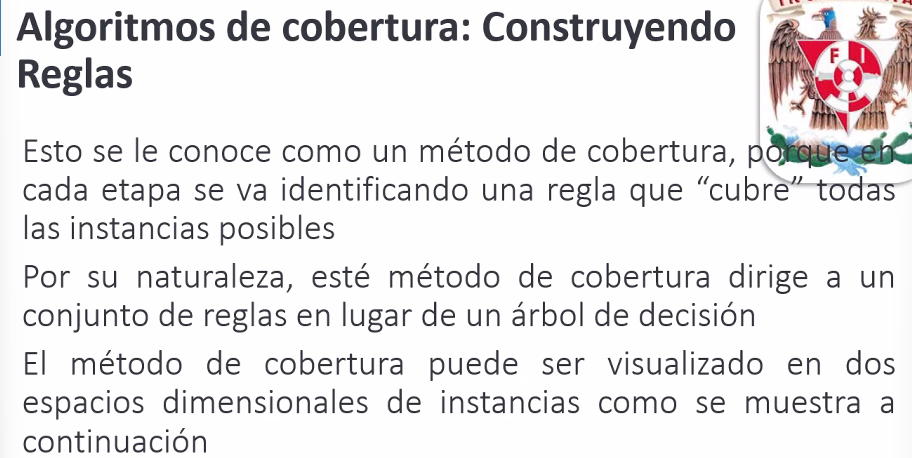 Algoritmos de cobertura: Construyendo
Reglas
F I
Esto se le conoce como un método de cobertura, porque en
cada etapa se va identificando una regla que “cubre” todas
las instancias posibles
Por su naturaleza, esté método de cobertura dirige a un
conjunto de reglas en lugar de un árbol de decisión
El método de cobertura puede ser visualizado en dos
espacios dimensionales de instancias como se muestra a
continuación